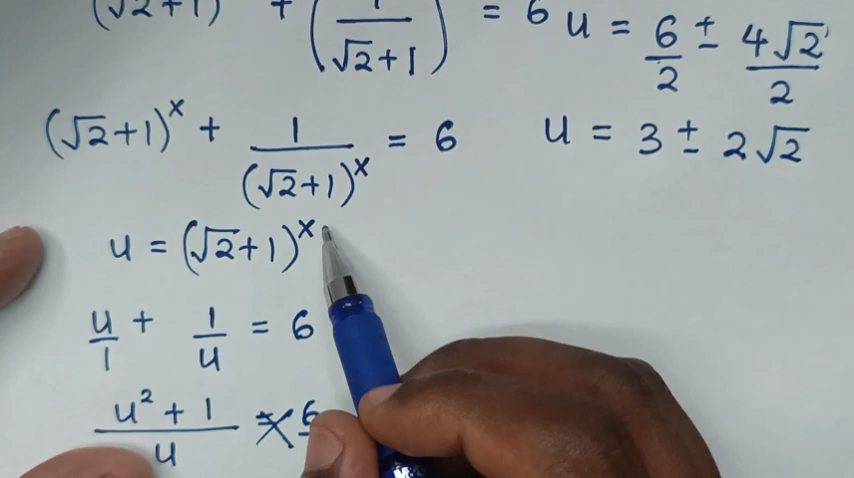 (√2+1) + (1/(√2+1)) = 6
(√2+1)^x + 1/(√2+1)^x = 6
u = (√2+1)^x
u/1 + 1/u = 6
(u² + 1)/u = 6
u = 6/2 ± 4√2/2
u = 3 ± 2√2